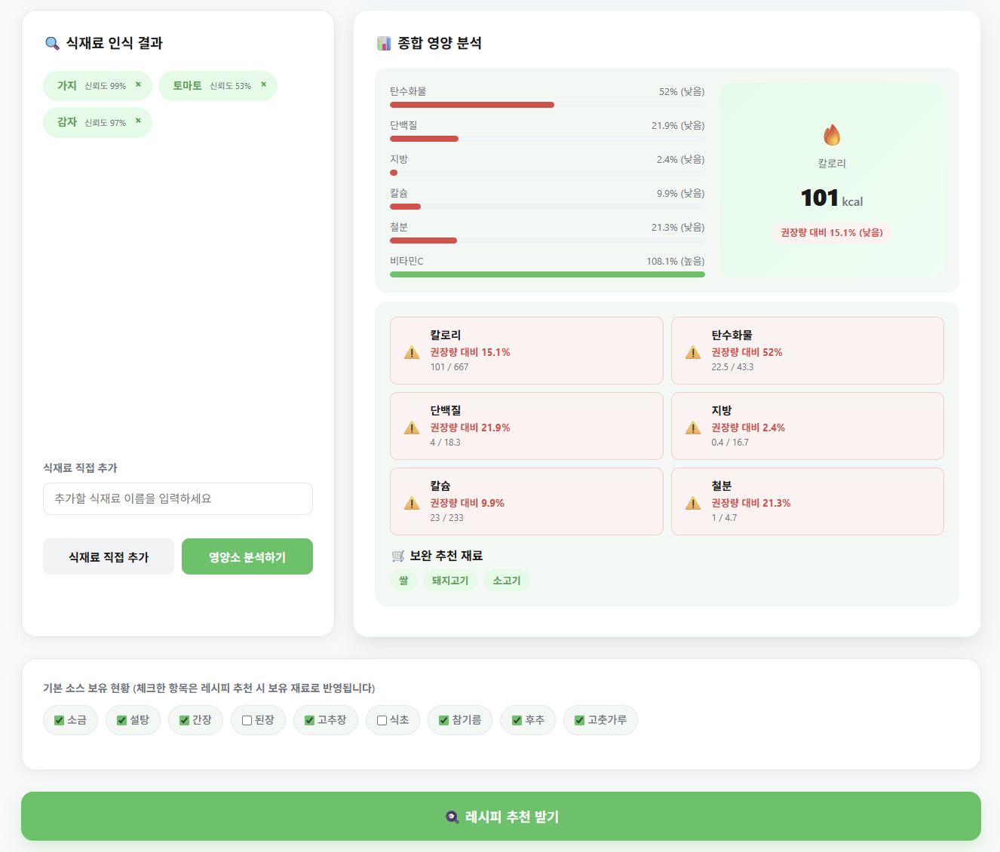 식재료 인식 결과
가지 신뢰도 99% ×
토마토 신뢰도 53% ×
감자 신뢰도 97% ×
식재료 직접 추가
추가할 식재료 이름을 입력하세요
식재료 직접 추가
영양소 분석하기
종합 영양 분석
탄수화물 52% (낮음)
단백질 21.9% (낮음)
지방 2.4% (낮음)
칼슘 9.9% (낮음)
철분 21.3% (낮음)
비타민C 108.1% (높음)
칼로리
101 kcal
권장량 대비 15.1% (낮음)
칼로리
권장량 대비 15.1%
101 / 667
탄수화물
권장량 대비 52%
22.5 / 43.3
단백질
권장량 대비 21.9%
4 / 18.3
지방
권장량 대비 2.4%
0.4 / 16.7
칼슘
권장량 대비 9.9%
23 / 233
철분
권장량 대비 21.3%
1 / 4.7
보완 추천 재료
쌀 돼지고기 소고기
기본 소스 보유 현황 (체크한 항목은 레시피 추천 시 보유 재료로 반영됩니다)
소금 설탕 간장 된장 고추장 식초 참기름 후추 고춧가루
레시피 추천 받기